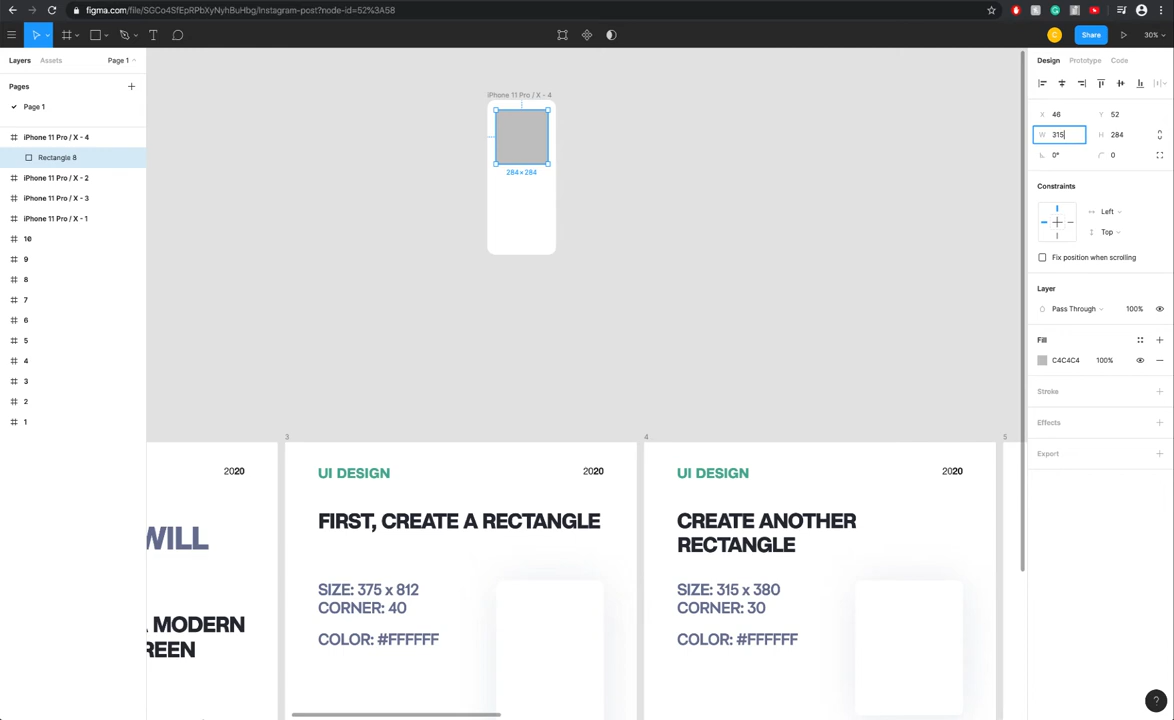 figma.com/file/SGCo4SfEpRPbXyNyhBuHbg/Instagram-post?node-id=52%3A58
C
Share
30%
Layers
Assets
Page 1
Pages
Page 1
iPhone 11 Pro / X - 4
Rectangle 8
iPhone 11 Pro / X - 2
iPhone 11 Pro / X - 3
iPhone 11 Pro / X - 1
10
9
8
7
6
5
4
3
2
1
iPhone 11 Pro / X - 4
284 × 284
2020
WILL
MODERN
REEN
3
UI DESIGN
2020
FIRST, CREATE A RECTANGLE
SIZE: 375 x 812
CORNER: 40
COLOR: #FFFFFF
4
UI DESIGN
2020
CREATE ANOTHER
RECTANGLE
SIZE: 315 x 380
CORNER: 30
COLOR: #FFFFFF
5
Design
Prototype
Code
X 46
Y 52
W 315
H 284
0°
0
Constraints
Left
Top
Fix position when scrolling
Layer
Pass Through
100%
Fill
C4C4C4
100%
Stroke
Effects
Export
?